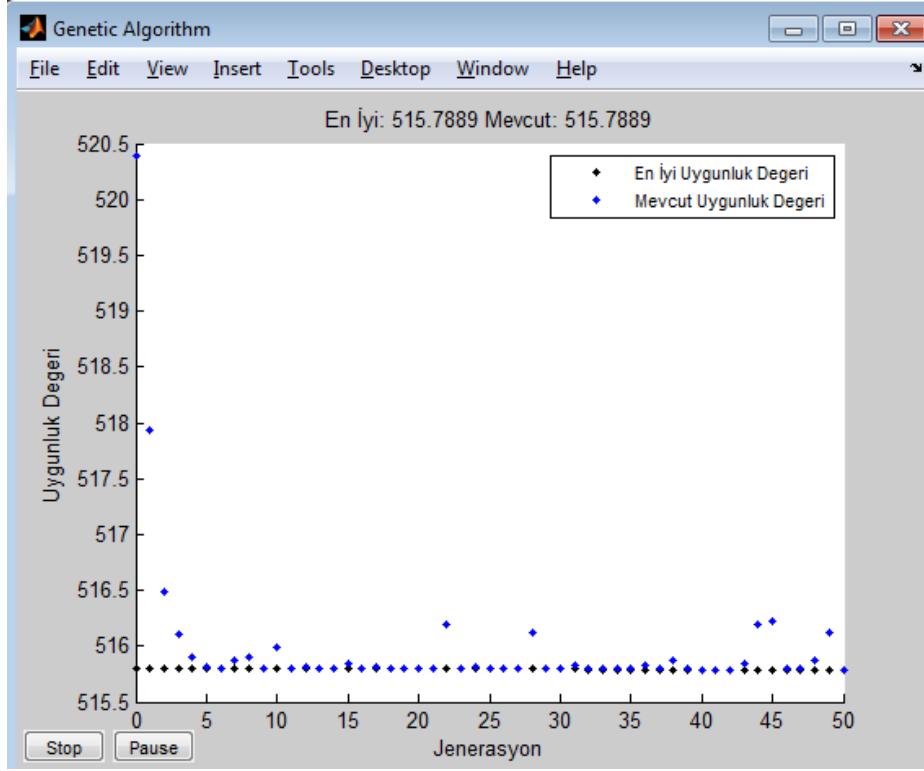 Genetic Algorithm
File Edit View Insert Tools Desktop Window Help
En İyi: 515.7889 Mevcut: 515.7889
En İyi Uygunluk Degeri
Mevcut Uygunluk Degeri
Uygunluk Degeri
520.5
520
519.5
519
518.5
518
517.5
517
516.5
516
515.5
0 5 10 15 20 25 30 35 40 45 50
Jenerasyon
Stop Pause